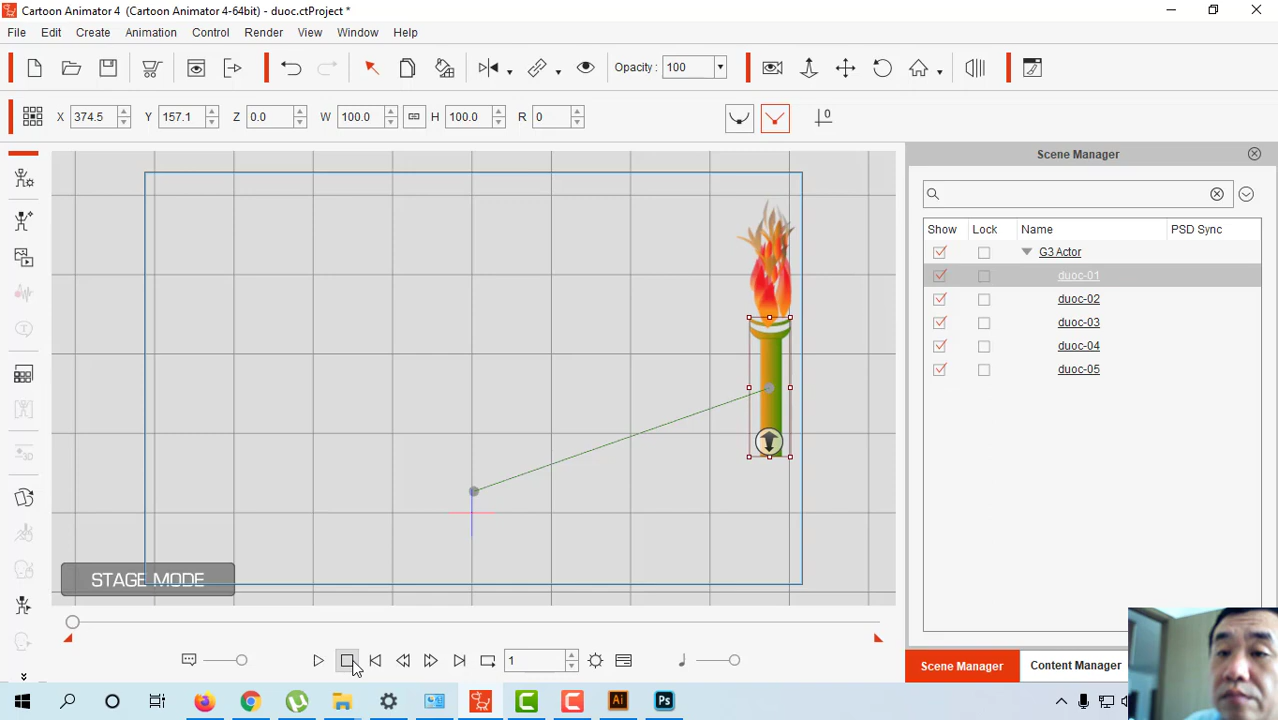 Cartoon Animator 4 (Cartoon Animator 4-64bit) - duoc.ctProject *
File Edit Create Animation Control Render View Window Help
Opacity : 100
X 374.5 Y 157.1 Z 0.0 W 100.0 H 100.0 R 0
0
Scene Manager
Show Lock Name PSD Sync
G3 Actor
duoc-01
duoc-02
duoc-03
duoc-04
duoc-05
3D
STAGE MODE
1
Scene Manager Content Manager
Ai Ps